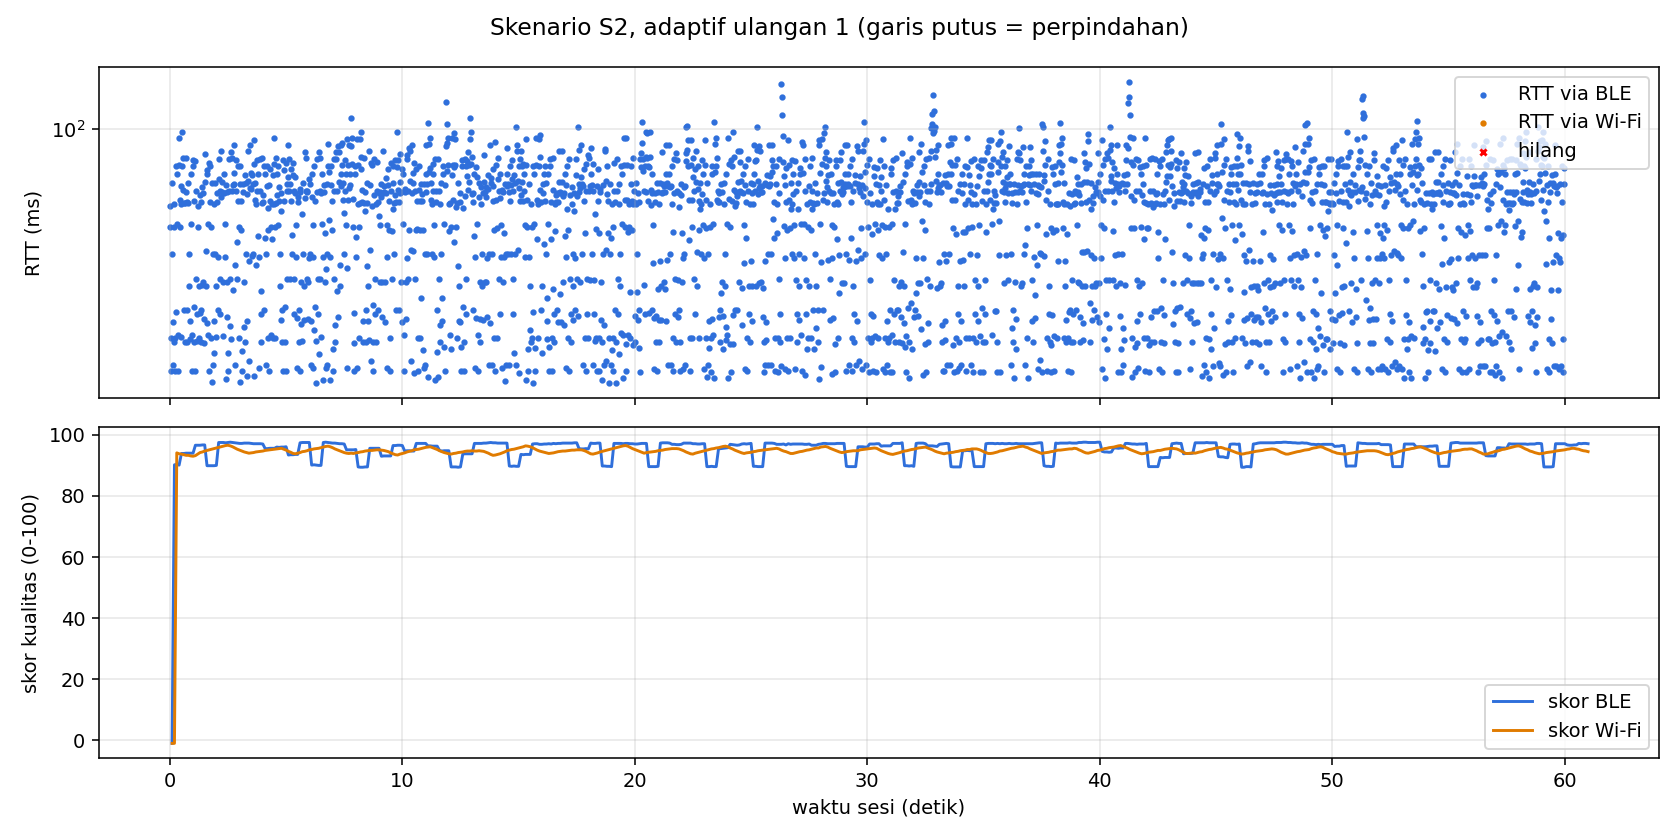 Skenario S2, adaptif ulangan 1 (garis putus = perpindahan)
RTT (ms)
10²
RTT via BLE
RTT via Wi-Fi
hilang
skor kualitas (0-100)
100
80
60
40
20
0
skor BLE
skor Wi-Fi
0 10 20 30 40 50 60
waktu sesi (detik)